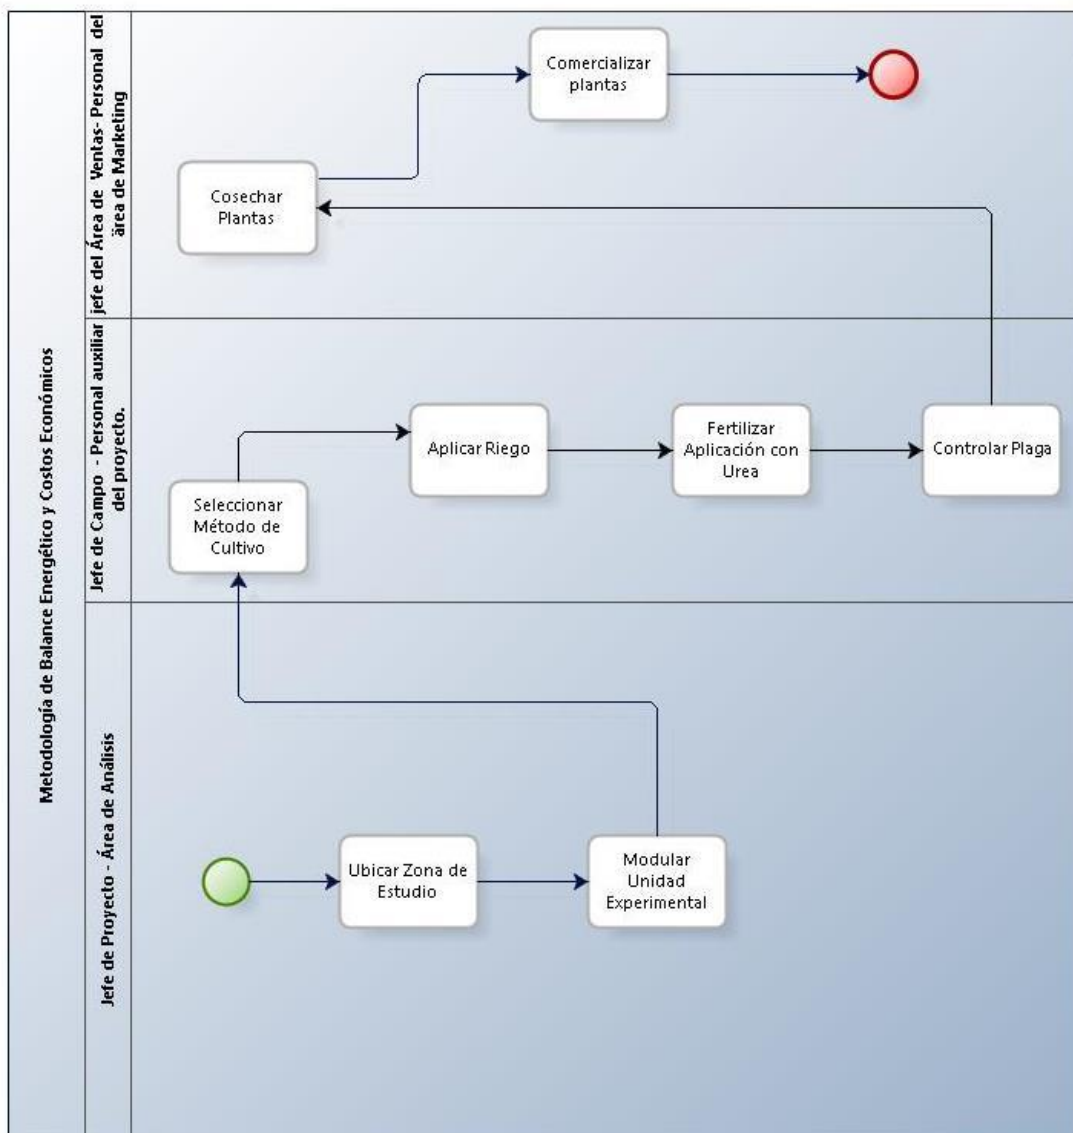 Metodología de Balance Energético y Costos Económicos
jefe del Área de Ventas- Personal del
ärea de Marketing
Comercializar
plantas
Cosechar
Plantas
Jefe de Campo - Personal auxiliar
del proyecto.
Aplicar Riego
Fertilizar
Aplicación con
Urea
Controlar Plaga
Seleccionar
Método de
Cultivo
Jefe de Proyecto - Área de Análisis
Ubicar Zona de
Estudio
Modular
Unidad
Experimental